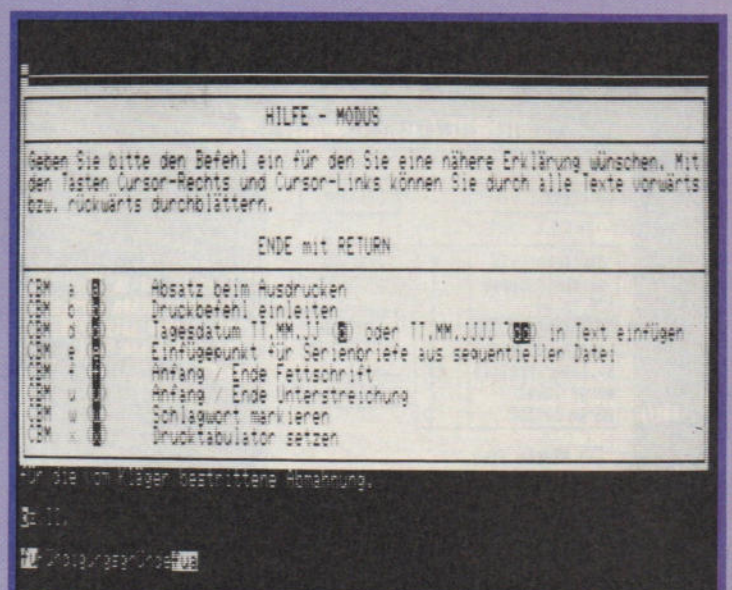 HILFE - MODUS
Geben Sie bitte den Befehl ein für den Sie eine nähere Erklärung wünschen. Mit
den Tasten Cursor-Rechts und Cursor-Links können Sie durch alle Texte vorwärts
bzw. rückwärts durchblättern.
ENDE mit RETURN
CBM a (a) Absatz beim Ausdrucken
CBM Druckbefehl einleiten
CBM d Tagesdatum TT.MM.JJ oder TT.MM.JJJJ in Text einfügen
CBM e Einfügepunkt für Serienbriefe aus sequentieller Datei
CBM f Anfang / Ende Fettschrift
CBM u Anfang / Ende Unterstreichung
CBM w Schlagwort markieren
CBM x Drucktabulator setzen
für die vom Kläger bestrittene Abmahnung.